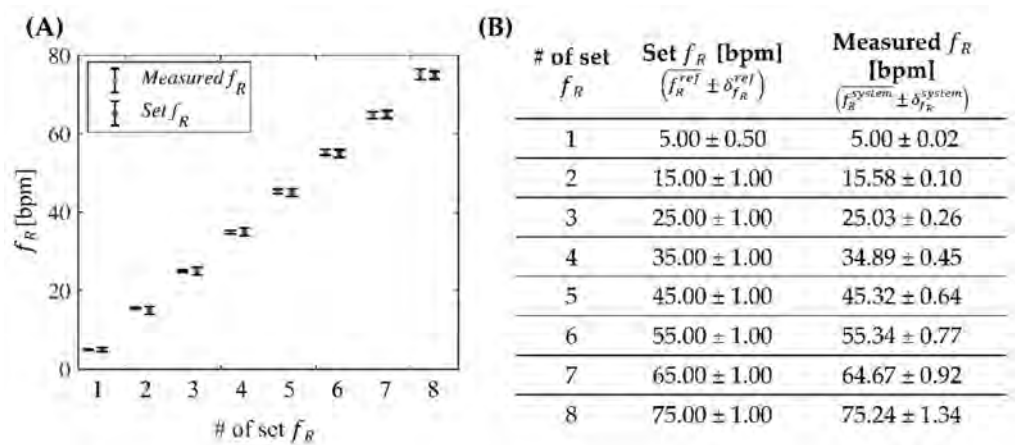 (A)
80
60
40
20
0
f_R [bpm]
Measured f_R
Set f_R
1 2 3 4 5 6 7 8
# of set f_R
(B)
# of set f_R Set f_R [bpm] (f_R^ref ± δ_f_R^ref) Measured f_R [bpm] (f_R^system ± δ_f_R^system)
1 5.00 ± 0.50 5.00 ± 0.02
2 15.00 ± 1.00 15.58 ± 0.10
3 25.00 ± 1.00 25.03 ± 0.26
4 35.00 ± 1.00 34.89 ± 0.45
5 45.00 ± 1.00 45.32 ± 0.64
6 55.00 ± 1.00 55.34 ± 0.77
7 65.00 ± 1.00 64.67 ± 0.92
8 75.00 ± 1.00 75.24 ± 1.34